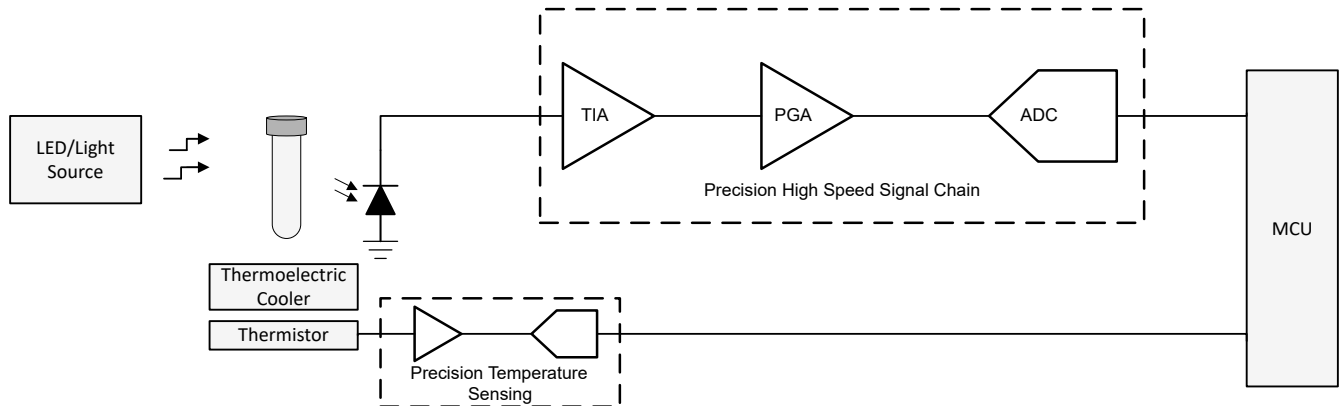 LED/Light
Source
TIA
PGA
ADC
Precision High Speed Signal Chain
MCU
Thermoelectric
Cooler
Thermistor
Precision Temperature
Sensing